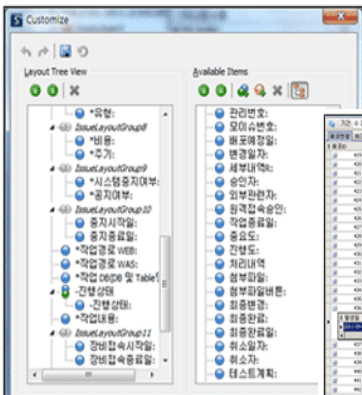 Customize
Layout Tree View
*유형:
IssueLayoutGroup8
*비용:
*주기:
IssueLayoutGroup9
*시스템중지여부:
*공지여부:
IssueLayoutGroup10
중지시작일:
중지종료일:
*작업경로 WEB:
*작업경로 WAS:
*작업 DB(DB 및 Table
-진행상태
-진행상태:
*작업내용:
IssueLayoutGroup11
장비접속시작일:
장비접속종료일:
Available Items
관리번호:
모이슈번호:
배포예정일:
변경일자:
세부내역R:
승인자:
외부관련자:
원격접속승인:
작업종료일:
중요도:
진행도:
처리내역
첨부파일:
첨부파일버튼:
최종변경:
최종완료:
최종완료일:
취소일자:
취소자:
테스트계획:
기간